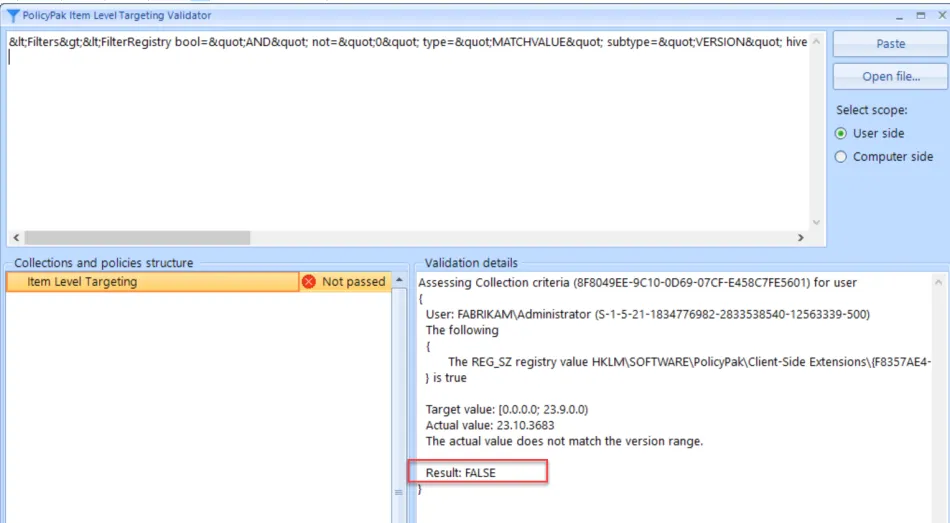 PolicyPak Item Level Targeting Validator
&lt;Filters&gt;&lt;FilterRegistry bool=&quot;AND&quot; not=&quot;0&quot; type=&quot;MATCHVALUE&quot; subtype=&quot;VERSION&quot; hive
Paste
Open file...
Select scope:
User side
Computer side
Collections and policies structure
Item Level Targeting Not passed
Validation details
Assessing Collection criteria (8F8049EE-9C10-0D69-07CF-E458C7FE5601) for user
{
User: FABRIKAM\Administrator (S-1-5-21-1834776982-2833538540-12563339-500)
The following
{
The REG_SZ registry value HKLM\SOFTWARE\PolicyPak\Client-Side Extensions\{F8357AE4-
} is true
Target value: [0.0.0.0; 23.9.0.0)
Actual value: 23.10.3683
The actual value does not match the version range.
Result: FALSE
}